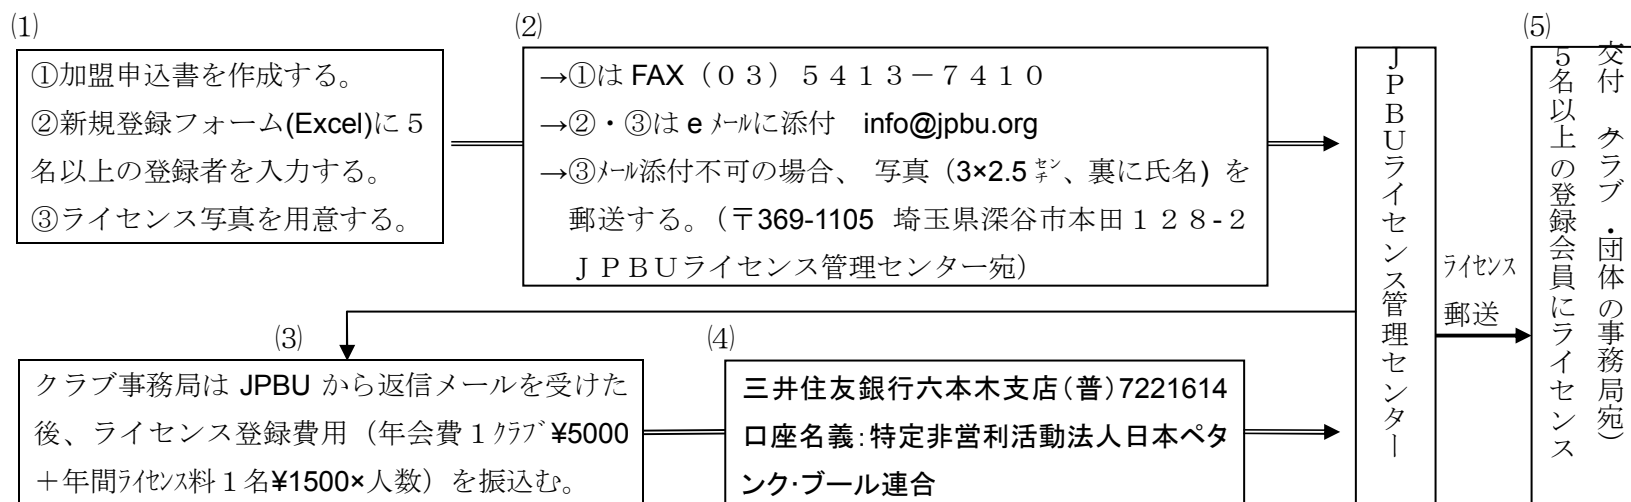 ⑴
①加盟申込書を作成する。
②新規登録フォーム(Excel)に５
名以上の登録者を入力する。
③ライセンス写真を用意する。
⑵
→①は FAX（０３）５４１３－７４１０
→②・③は e ﾒｰﾙに添付　info@jpbu.org
→③ﾒｰﾙ添付不可の場合、 写真（3×2.5 ㌢、裏に氏名) を
郵送する。（〒369-1105 埼玉県深谷市本田１２８-２
ＪＰＢＵライセンス管理センター宛）
⑶
クラブ事務局は JPBU から返信メールを受けた
後、ライセンス登録費用（年会費１ｸﾗﾌﾞ¥5000
＋年間ﾗｲｾﾝｽ料１名¥1500×人数）を振込む。
⑷
三井住友銀行六本木支店（普）7221614
口座名義：特定非営利活動法人日本ペタ
ンク・ブール連合
ＪＰＢＵライセンス管理センター
ﾗｲｾﾝｽ
郵送
⑸
５名以上の登録会員にライセンス
交付　クラブ・団体の事務局宛）